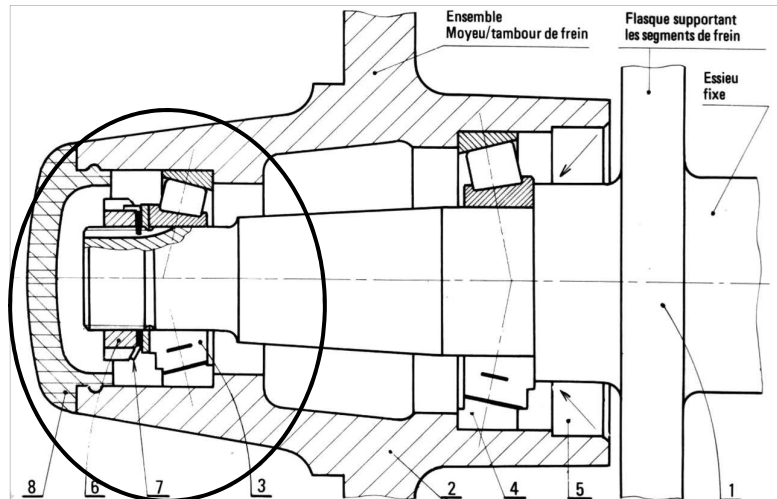 Ensemble
Moyeu/tambour de frein
Flasque supportant
les segments de frein
Essieu
fixe
8 6 7 3 2 4 5 1